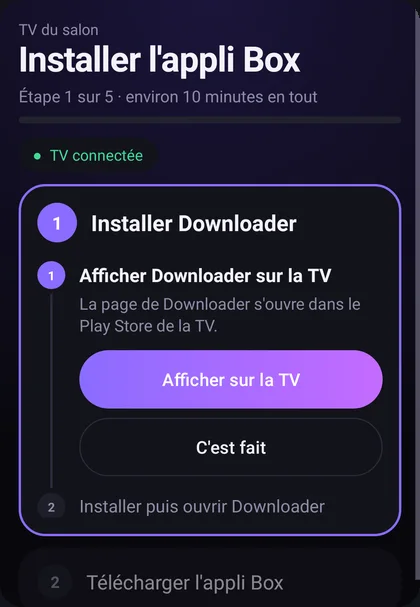 TV du salon
Installer l'appli Box
Étape 1 sur 5 · environ 10 minutes en tout
TV connectée
1
Installer Downloader
1
Afficher Downloader sur la TV
La page de Downloader s'ouvre dans le
Play Store de la TV.
Afficher sur la TV
C'est fait
2
Installer puis ouvrir Downloader
2
Télécharger l'appli Box